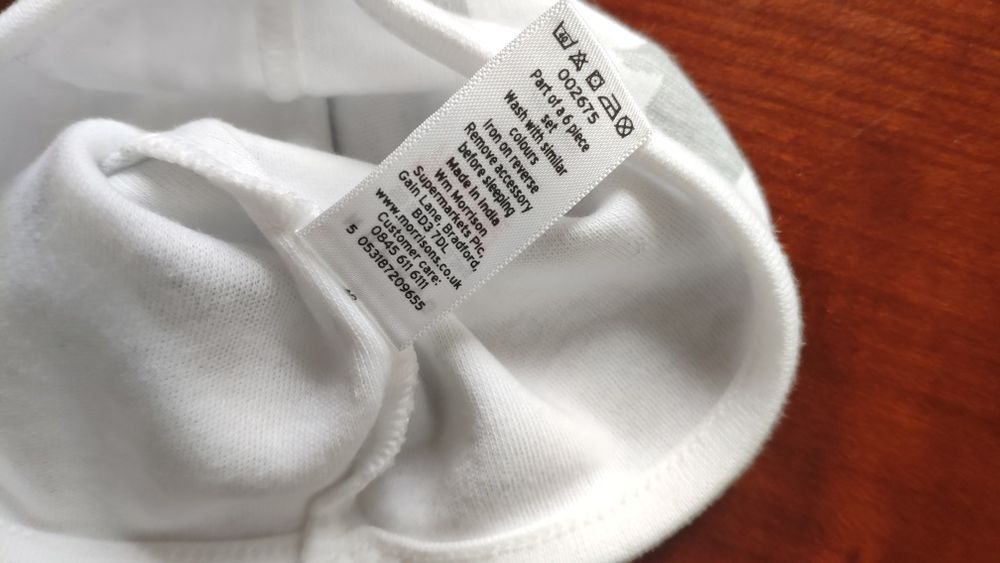 40
002675
Part of a 6 piece
set
Wash with similar
colours
Iron on reverse
Remove accessory
before sleeping
Made in India
Wm Morrison
Supermarkets Plc,
Gain Lane, Bradford,
BD3 7DL
www.morrisons.co.uk
Customer care:
0845 611 6111
5 053187209655